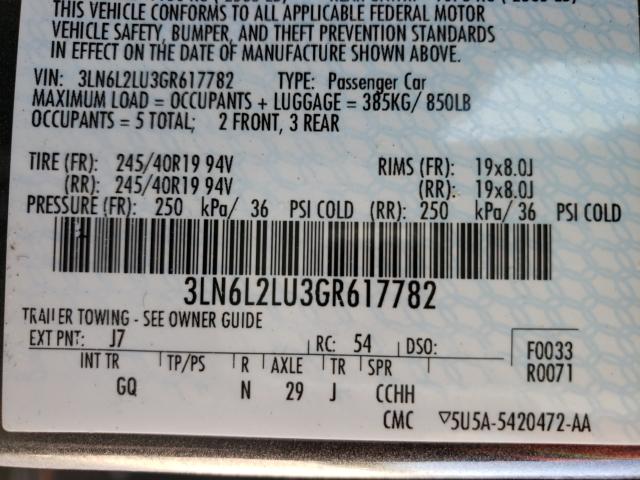 THIS VEHICLE CONFORMS TO ALL APPLICABLE FEDERAL MOTOR
VEHICLE SAFETY, BUMPER, AND THEFT PREVENTION STANDARDS
IN EFFECT ON THE DATE OF MANUFACTURE SHOWN ABOVE.
VIN: 3LN6L2LU3GR617782 TYPE: Passenger Car
MAXIMUM LOAD = OCCUPANTS + LUGGAGE = 385KG/ 850LB
OCCUPANTS = 5 TOTAL; 2 FRONT, 3 REAR
TIRE (FR): 245/40R19 94V RIMS (FR): 19x8.0J
(RR): 245/40R19 94V (RR): 19x8.0J
PRESSURE (FR): 250 kPa/ 36 PSI COLD (RR): 250 kPa/ 36 PSI COLD
3LN6L2LU3GR617782
TRAILER TOWING - SEE OWNER GUIDE
EXT PNT: J7 RC: 54 DSO: F0033
R0071
INT TR TP/PS R AXLE TR SPR
GQ N 29 J CCHH
CMC ▽5U5A-5420472-AA